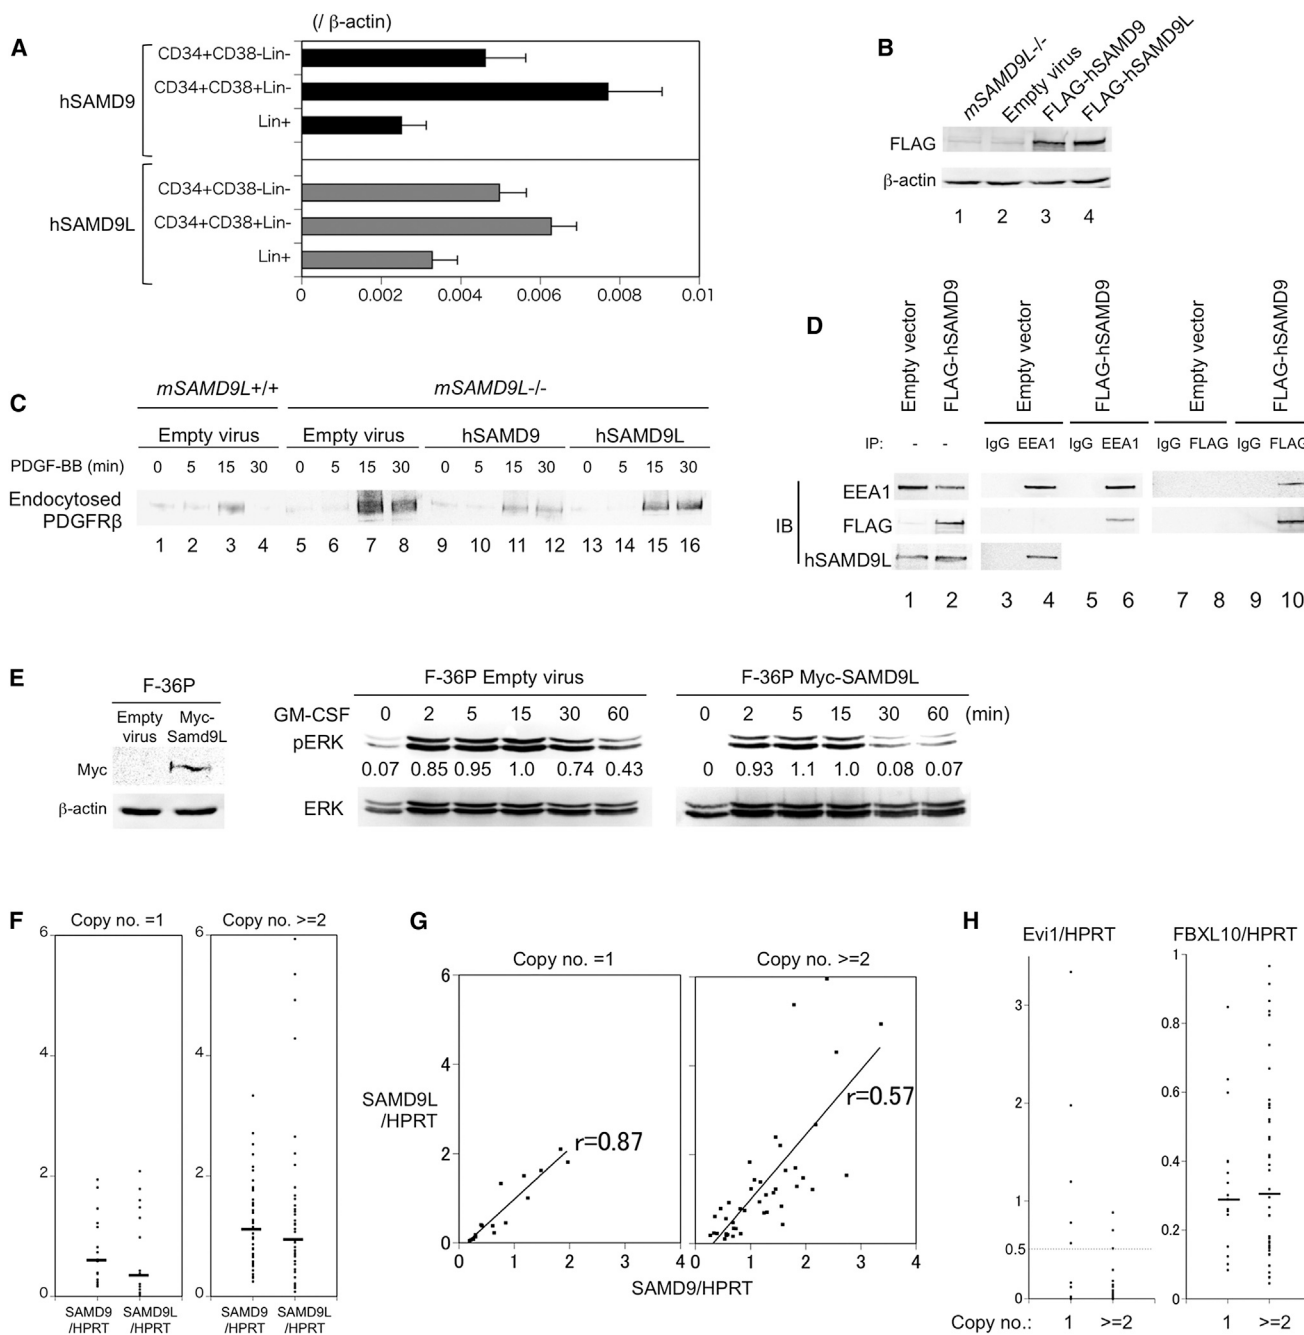 A
(/ β-actin)
hSAMD9
CD34+CD38-Lin-
CD34+CD38+Lin-
Lin+
hSAMD9L
CD34+CD38-Lin-
CD34+CD38+Lin-
Lin+
0 0.002 0.004 0.006 0.008 0.01
B
mSAMD9L-/-
Empty virus
FLAG-hSAMD9
FLAG-hSAMD9L
FLAG
β-actin
1 2 3 4
C
mSAMD9L+/+ mSAMD9L-/-
Empty virus Empty virus hSAMD9 hSAMD9L
PDGF-BB (min) 0 5 15 30 0 5 15 30 0 5 15 30 0 5 15 30
Endocytosed
PDGFRβ
1 2 3 4 5 6 7 8 9 10 11 12 13 14 15 16
D
Empty vector
FLAG-hSAMD9
Empty vector
FLAG-hSAMD9
Empty vector
FLAG-hSAMD9
IP: - - IgG EEA1 IgG EEA1 IgG FLAG IgG FLAG
IB
EEA1
FLAG
hSAMD9L
1 2 3 4 5 6 7 8 9 10
E
F-36P
Empty
virus
Myc-
Samd9L
Myc
β-actin
F-36P Empty virus F-36P Myc-SAMD9L
GM-CSF 0 2 5 15 30 60 0 2 5 15 30 60 (min)
pERK
0.07 0.85 0.95 1.0 0.74 0.43 0 0.93 1.1 1.0 0.08 0.07
ERK
F
Copy no. =1 Copy no. >=2
6 6
4 4
2 2
0 0
SAMD9
/HPRT
SAMD9L
/HPRT
SAMD9
/HPRT
SAMD9L
/HPRT
G
Copy no. =1 Copy no. >=2
6
4
2
0
SAMD9L
/HPRT
r=0.87
r=0.57
0 1 2 3 4 0 1 2 3 4
SAMD9/HPRT
H
Evi1/HPRT FBXL10/HPRT
3
2
1
0.5
0
1
0.8
0.6
0.4
0.2
0
Copy no.: 1 >=2 1 >=2